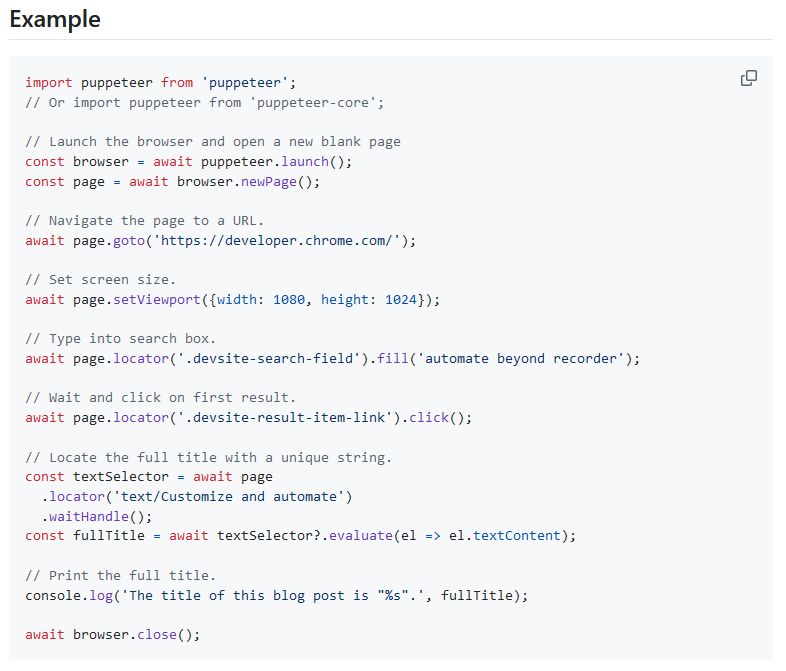 Example
import puppeteer from 'puppeteer';
// Or import puppeteer from 'puppeteer-core';
// Launch the browser and open a new blank page
const browser = await puppeteer.launch();
const page = await browser.newPage();
// Navigate the page to a URL.
await page.goto('https://developer.chrome.com/');
// Set screen size.
await page.setViewport({width: 1080, height: 1024});
// Type into search box.
await page.locator('.devsite-search-field').fill('automate beyond recorder');
// Wait and click on first result.
await page.locator('.devsite-result-item-link').click();
// Locate the full title with a unique string.
const textSelector = await page
  .locator('text/Customize and automate')
  .waitHandle();
const fullTitle = await textSelector?.evaluate(el => el.textContent);
// Print the full title.
console.log('The title of this blog post is "%s".', fullTitle);
await browser.close();